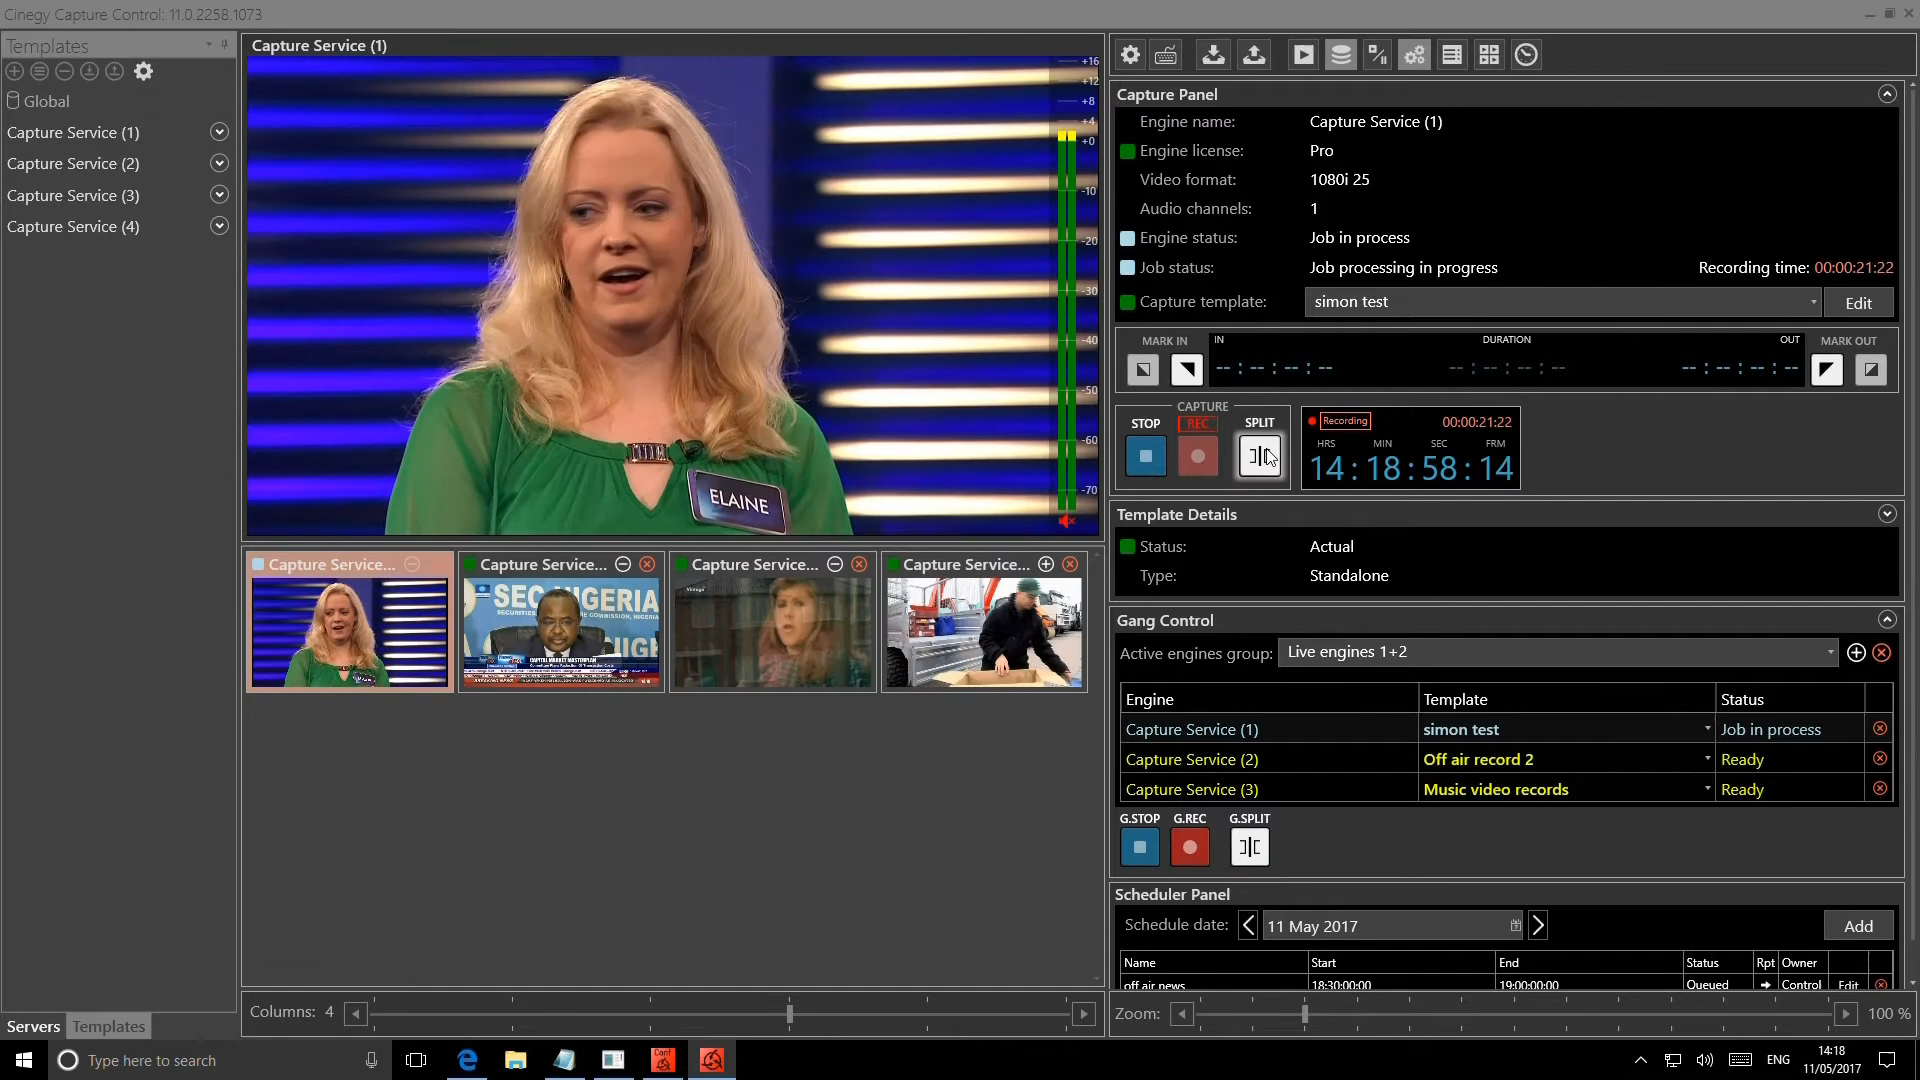 Cinegy Capture Control: 11.0.2258.1073
Templates
Global
Capture Service (1)
Capture Service (2)
Capture Service (3)
Capture Service (4)
Servers
Templates
Capture Service (1)
+16
+12
+8
+4
+0
-10
-20
-30
-40
-50
-60
-70
ELAINE
Capture Service...
Capture Service...
SEC NIGERIA
CAPITAL MARKET MASTERPLAN
Capture Service...
Vintage
Capture Service...
Columns: 4
Capture Panel
Engine name: Capture Service (1)
Engine license: Pro
Video format: 1080i 25
Audio channels: 1
Engine status: Job in process
Job status: Job processing in progress Recording time: 00:00:21:22
Capture template: simon test Edit
MARK IN IN DURATION OUT MARK OUT
-- : -- : -- : -- -- : -- : -- : -- -- : -- : -- : --
CAPTURE
STOP REC SPLIT
Recording 00:00:21:22
HRS MIN SEC FRM
14 : 18 : 58 : 14
Template Details
Status: Actual
Type: Standalone
Gang Control
Active engines group: Live engines 1+2
Engine Template Status
Capture Service (1) simon test Job in process
Capture Service (2) Off air record 2 Ready
Capture Service (3) Music video records Ready
G.STOP G.REC G.SPLIT
Scheduler Panel
Schedule date: 11 May 2017 Add
Name Start End Status Rpt Owner
off air news 18:30:00:00 19:00:00:00 Queued Control Edit
Zoom: 100 %
Type here to search
Conf
ENG
14:18
11/05/2017